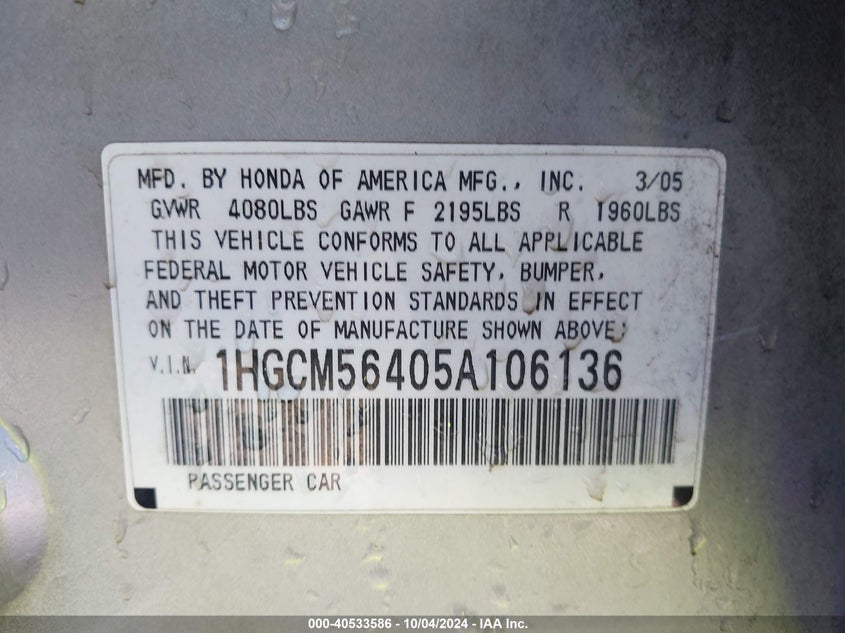 MFD. BY HONDA OF AMERICA MFG., INC. 3/05
GVWR 4080LBS GAWR F 2195LBS R 1960LBS
THIS VEHICLE CONFORMS TO ALL APPLICABLE
FEDERAL MOTOR VEHICLE SAFETY, BUMPER,
AND THEFT PREVENTION STANDARDS IN EFFECT
ON THE DATE OF MANUFACTURE SHOWN ABOVE:
V.I.N. 1HGCM56405A106136
PASSENGER CAR
000-40533586 - 10/04/2024 - IAA Inc.